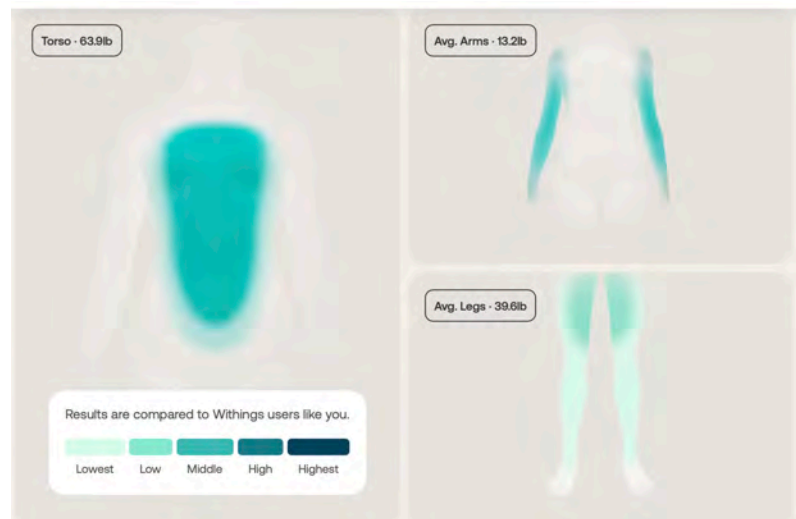 Torso · 63.9lb
Avg. Arms · 13.2lb
Avg. Legs · 39.6lb
Results are compared to Withings users like you.
Lowest Low Middle High Highest